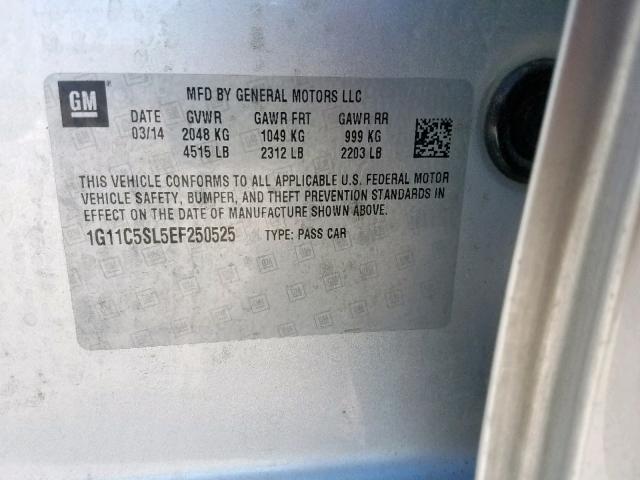 GM
MFD BY GENERAL MOTORS LLC
DATE GVWR GAWR FRT GAWR RR
03/14 2048 KG 1049 KG 999 KG
4515 LB 2312 LB 2203 LB
THIS VEHICLE CONFORMS TO ALL APPLICABLE U.S. FEDERAL MOTOR
VEHICLE SAFETY, BUMPER, AND THEFT PREVENTION STANDARDS IN
EFFECT ON THE DATE OF MANUFACTURE SHOWN ABOVE.
1G11C5SL5EF250525 TYPE: PASS CAR